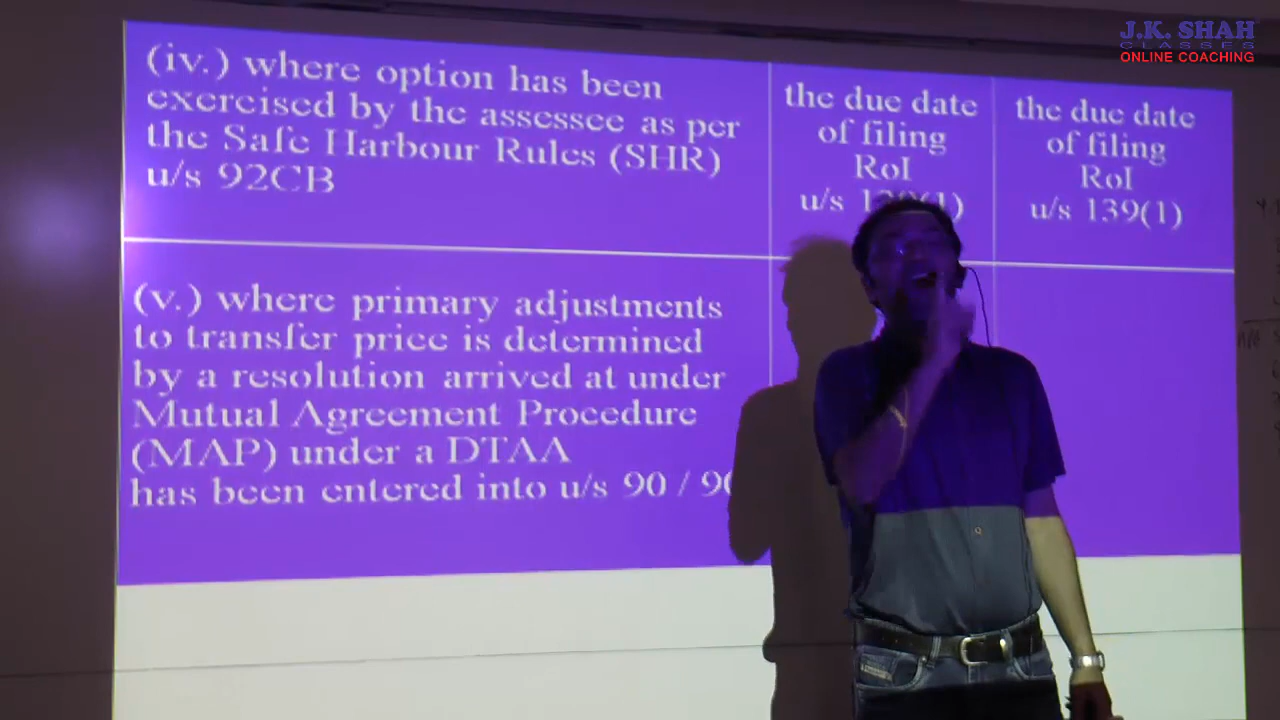 J.K. SHAH
CLASSES
ONLINE COACHING
(iv.) where option has been
exercised by the assessee as per
the Safe Harbour Rules (SHR)
u/s 92CB
the due date
of filing
RoI
u/s
the due date
of filing
RoI
u/s 139(1)
(v.) where primary adjustments
to transfer price is determined
by a resolution arrived at under
Mutual Agreement Procedure
(MAP) under a DTAA
has been entered into u/s 90 /